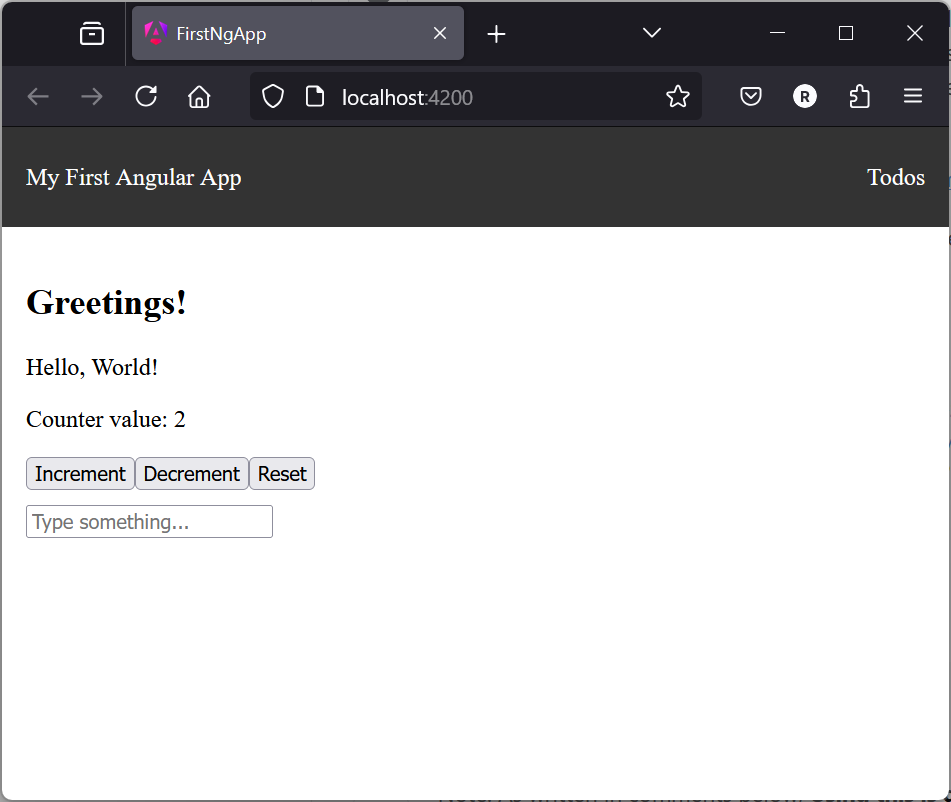 FirstNgApp
localhost:4200
R
My First Angular App Todos
Greetings!
Hello, World!
Counter value: 2
Increment Decrement Reset
Type something...